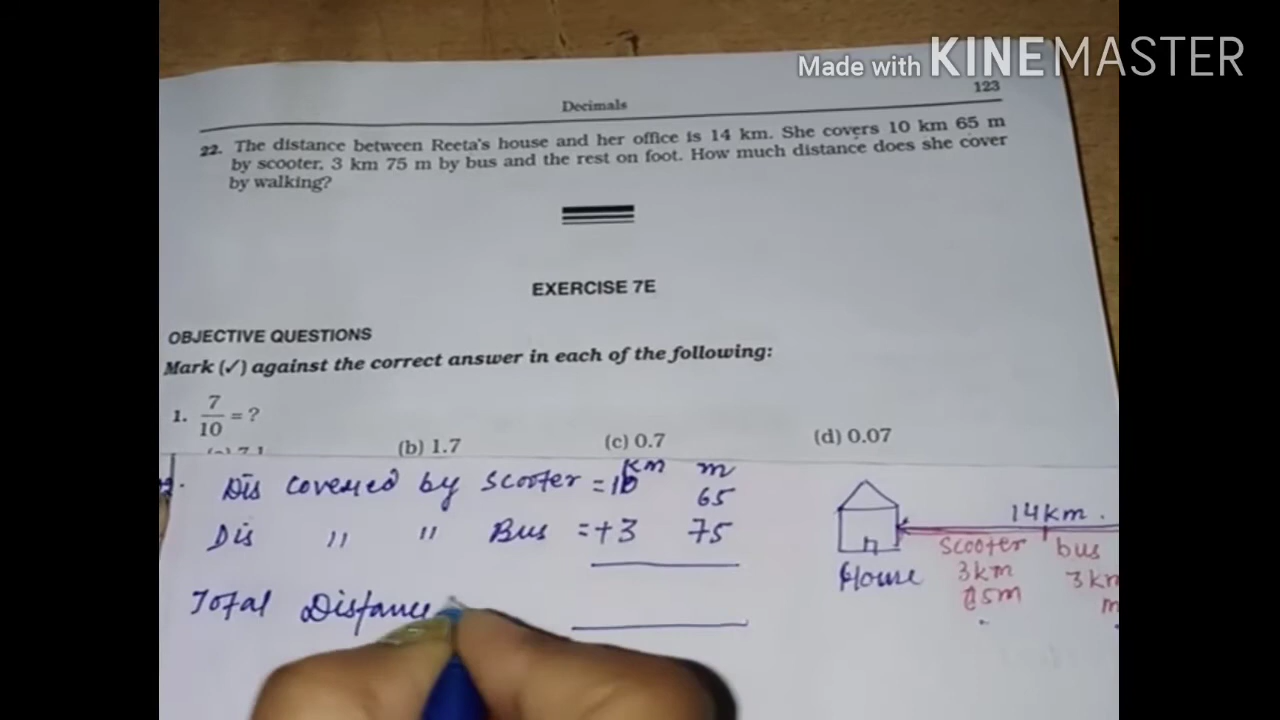 Made with KINEMASTER
Decimals
123
22. The distance between Reeta's house and her office is 14 km. She covers 10 km 65 m
by scooter, 3 km 75 m by bus and the rest on foot. How much distance does she cover
by walking?
EXERCISE 7E
OBJECTIVE QUESTIONS
Mark (✓) against the correct answer in each of the following:
1. 7/10 = ?
(b) 1.7 (c) 0.7 (d) 0.07
km m
Dis covered by scooter = 10 65
Dis " " Bus = +3 75
Total Distance
14km.
scooter bus
House 3km